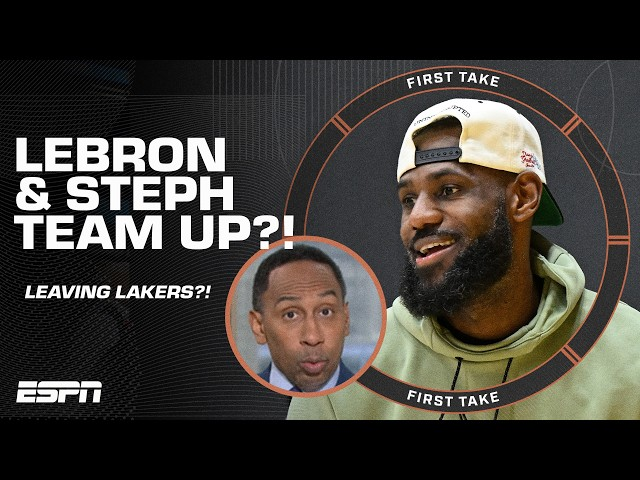 FIRST TAKE
LEBRON
& STEPH
TEAM UP?!
LEAVING LAKERS?!
ESPN
FIRST TAKE